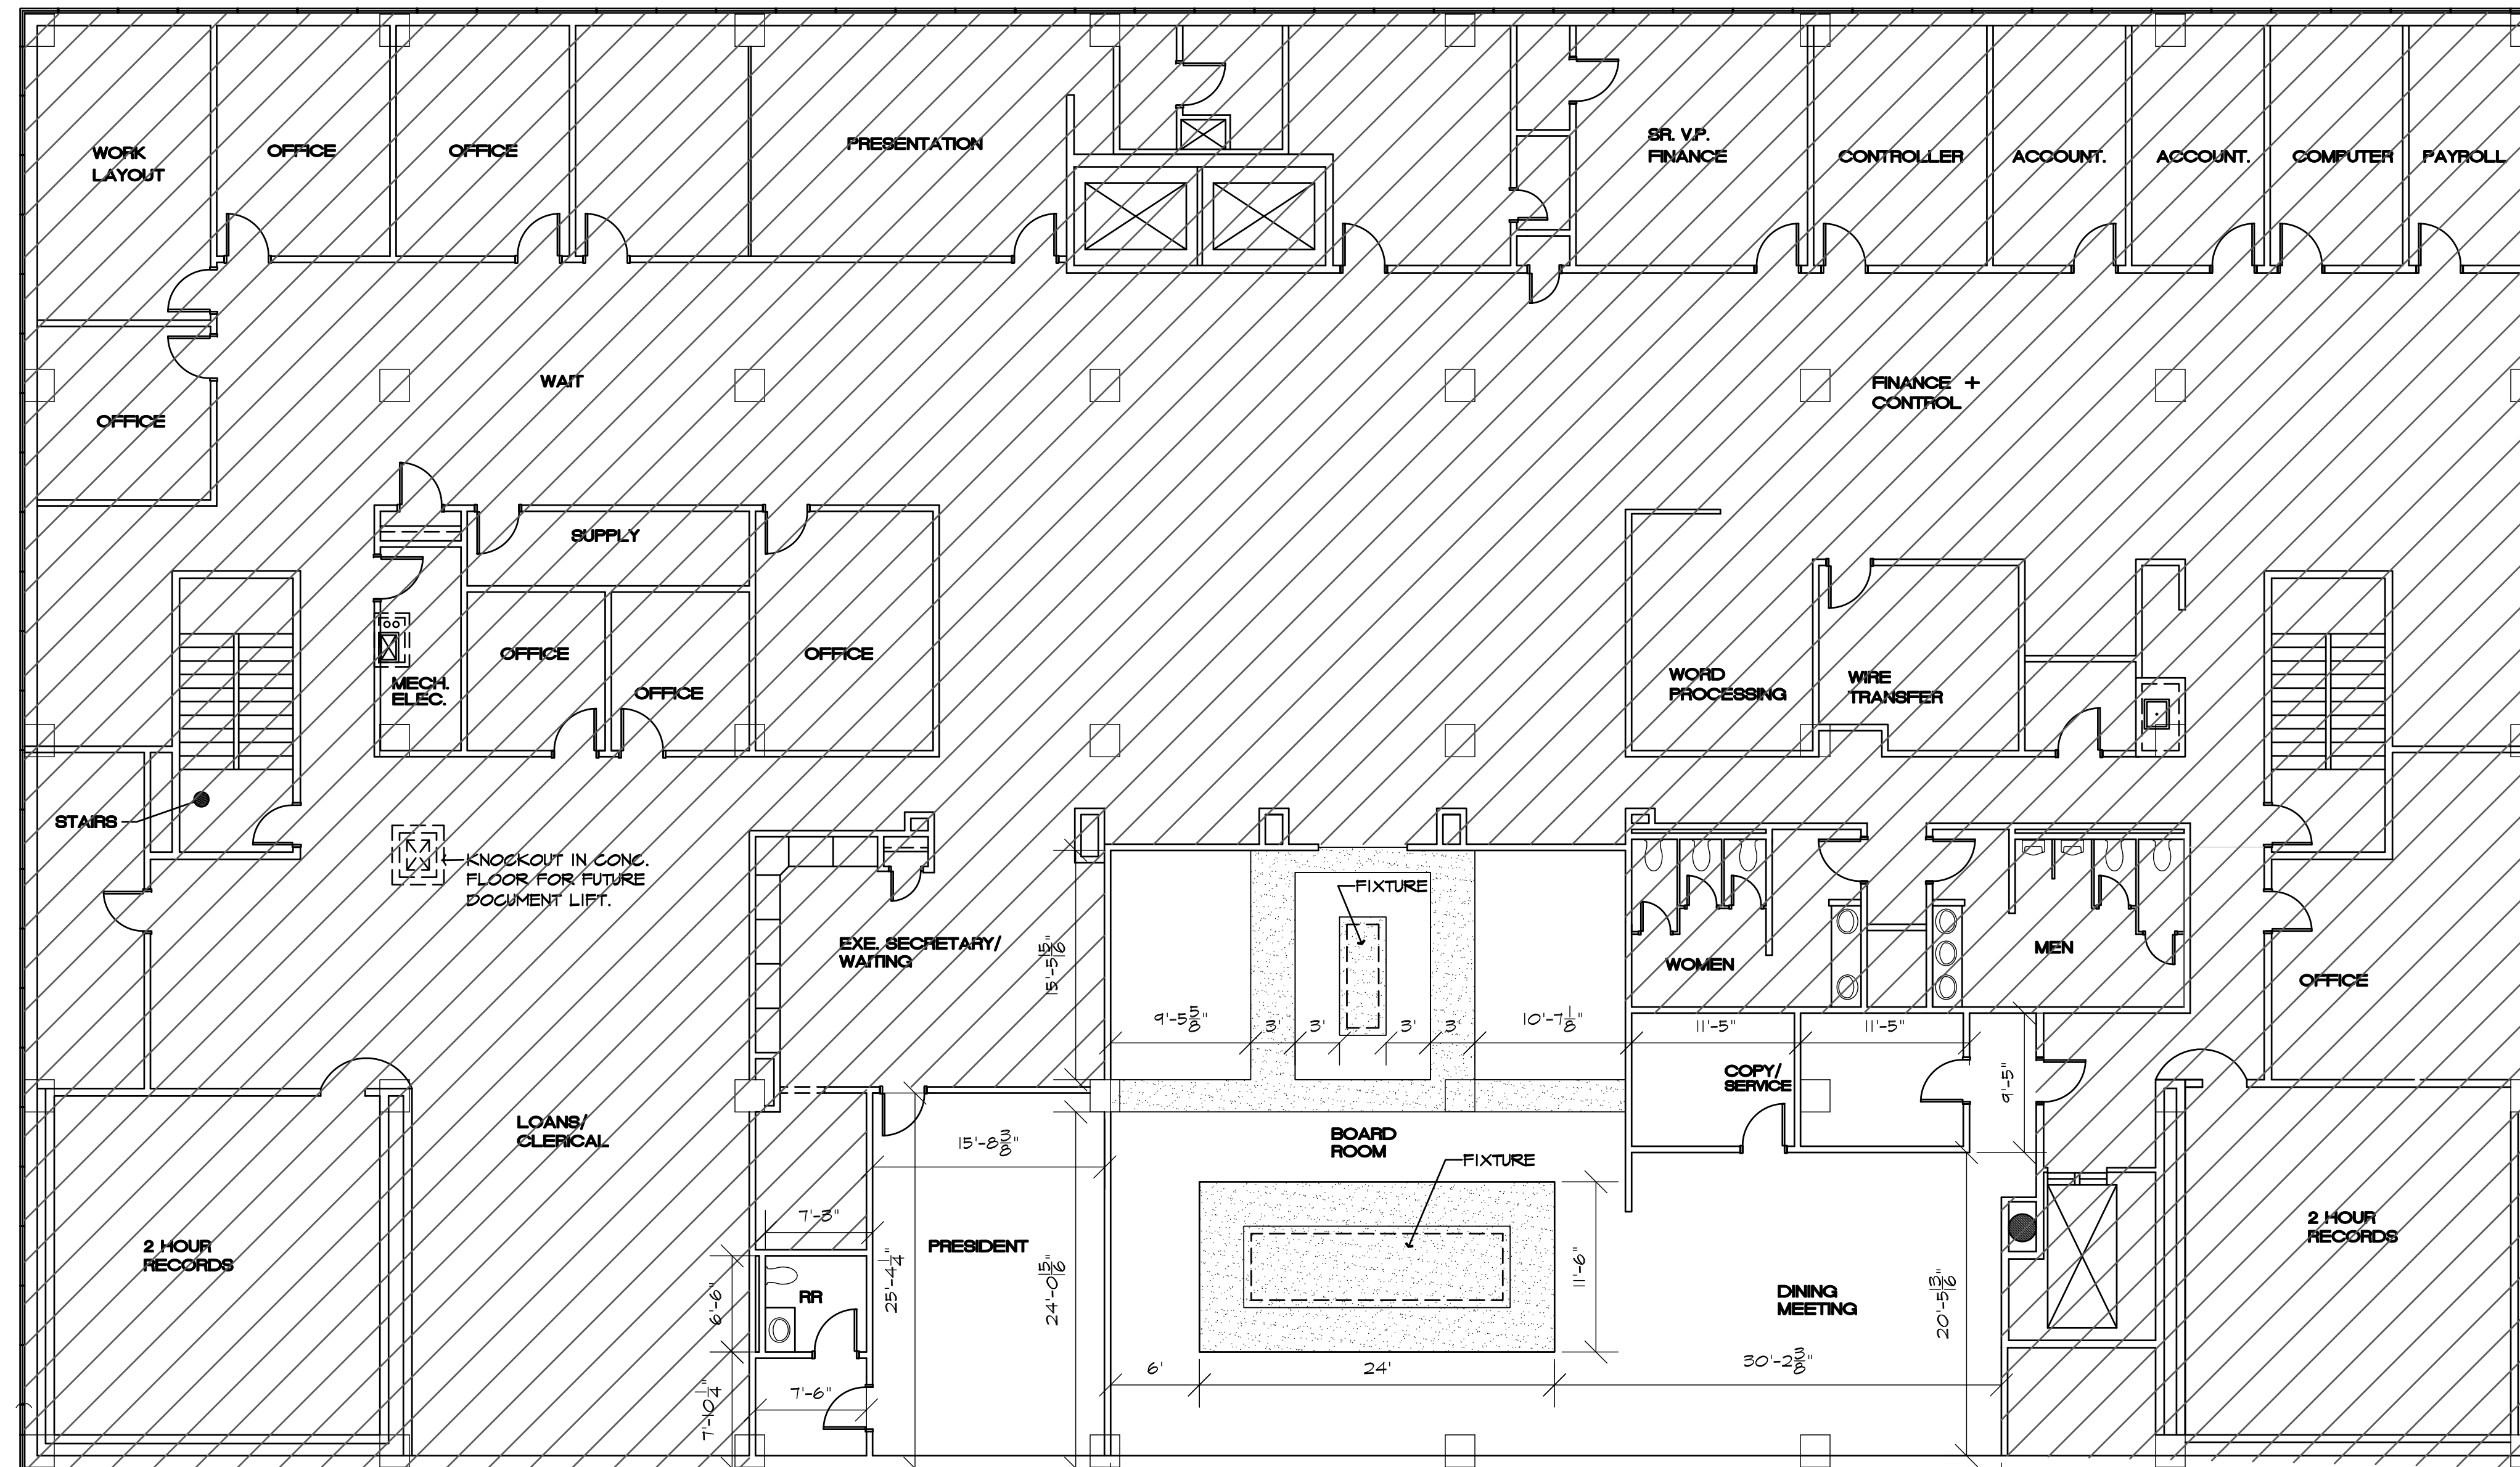 WORK
LAYOUT
OFFICE
OFFICE
PRESENTATION
SR. V.P.
FINANCE
CONTROLLER
ACCOUNT.
ACCOUNT.
COMPUTER
PAYROLL
OFFICE
WAIT
FINANCE +
CONTROL
SUPPLY
OFFICE
OFFICE
OFFICE
MECH.
ELEC.
WORD
PROCESSING
WIRE
TRANSFER
STAIRS
KNOCKOUT IN CONC.
FLOOR FOR FUTURE
DOCUMENT LIFT.
EXE. SECRETARY/
WAITING
15'-5 15/16"
FIXTURE
WOMEN
MEN
OFFICE
9'-5 5/8"
3'
3'
3'
3'
10'-7 1/8"
11'-5"
11'-5"
9'-5"
COPY/
SERVICE
LOANS/
CLERICAL
15'-8 3/8"
BOARD
ROOM
FIXTURE
2 HOUR
RECORDS
7'-3"
PRESIDENT
25'-4 1/4"
24'-0 15/16"
11'-6"
6'-6"
RR
DINING
MEETING
20'-5 13/16"
2 HOUR
RECORDS
7'-10 1/4"
7'-6"
6'
24'
30'-2 3/8"